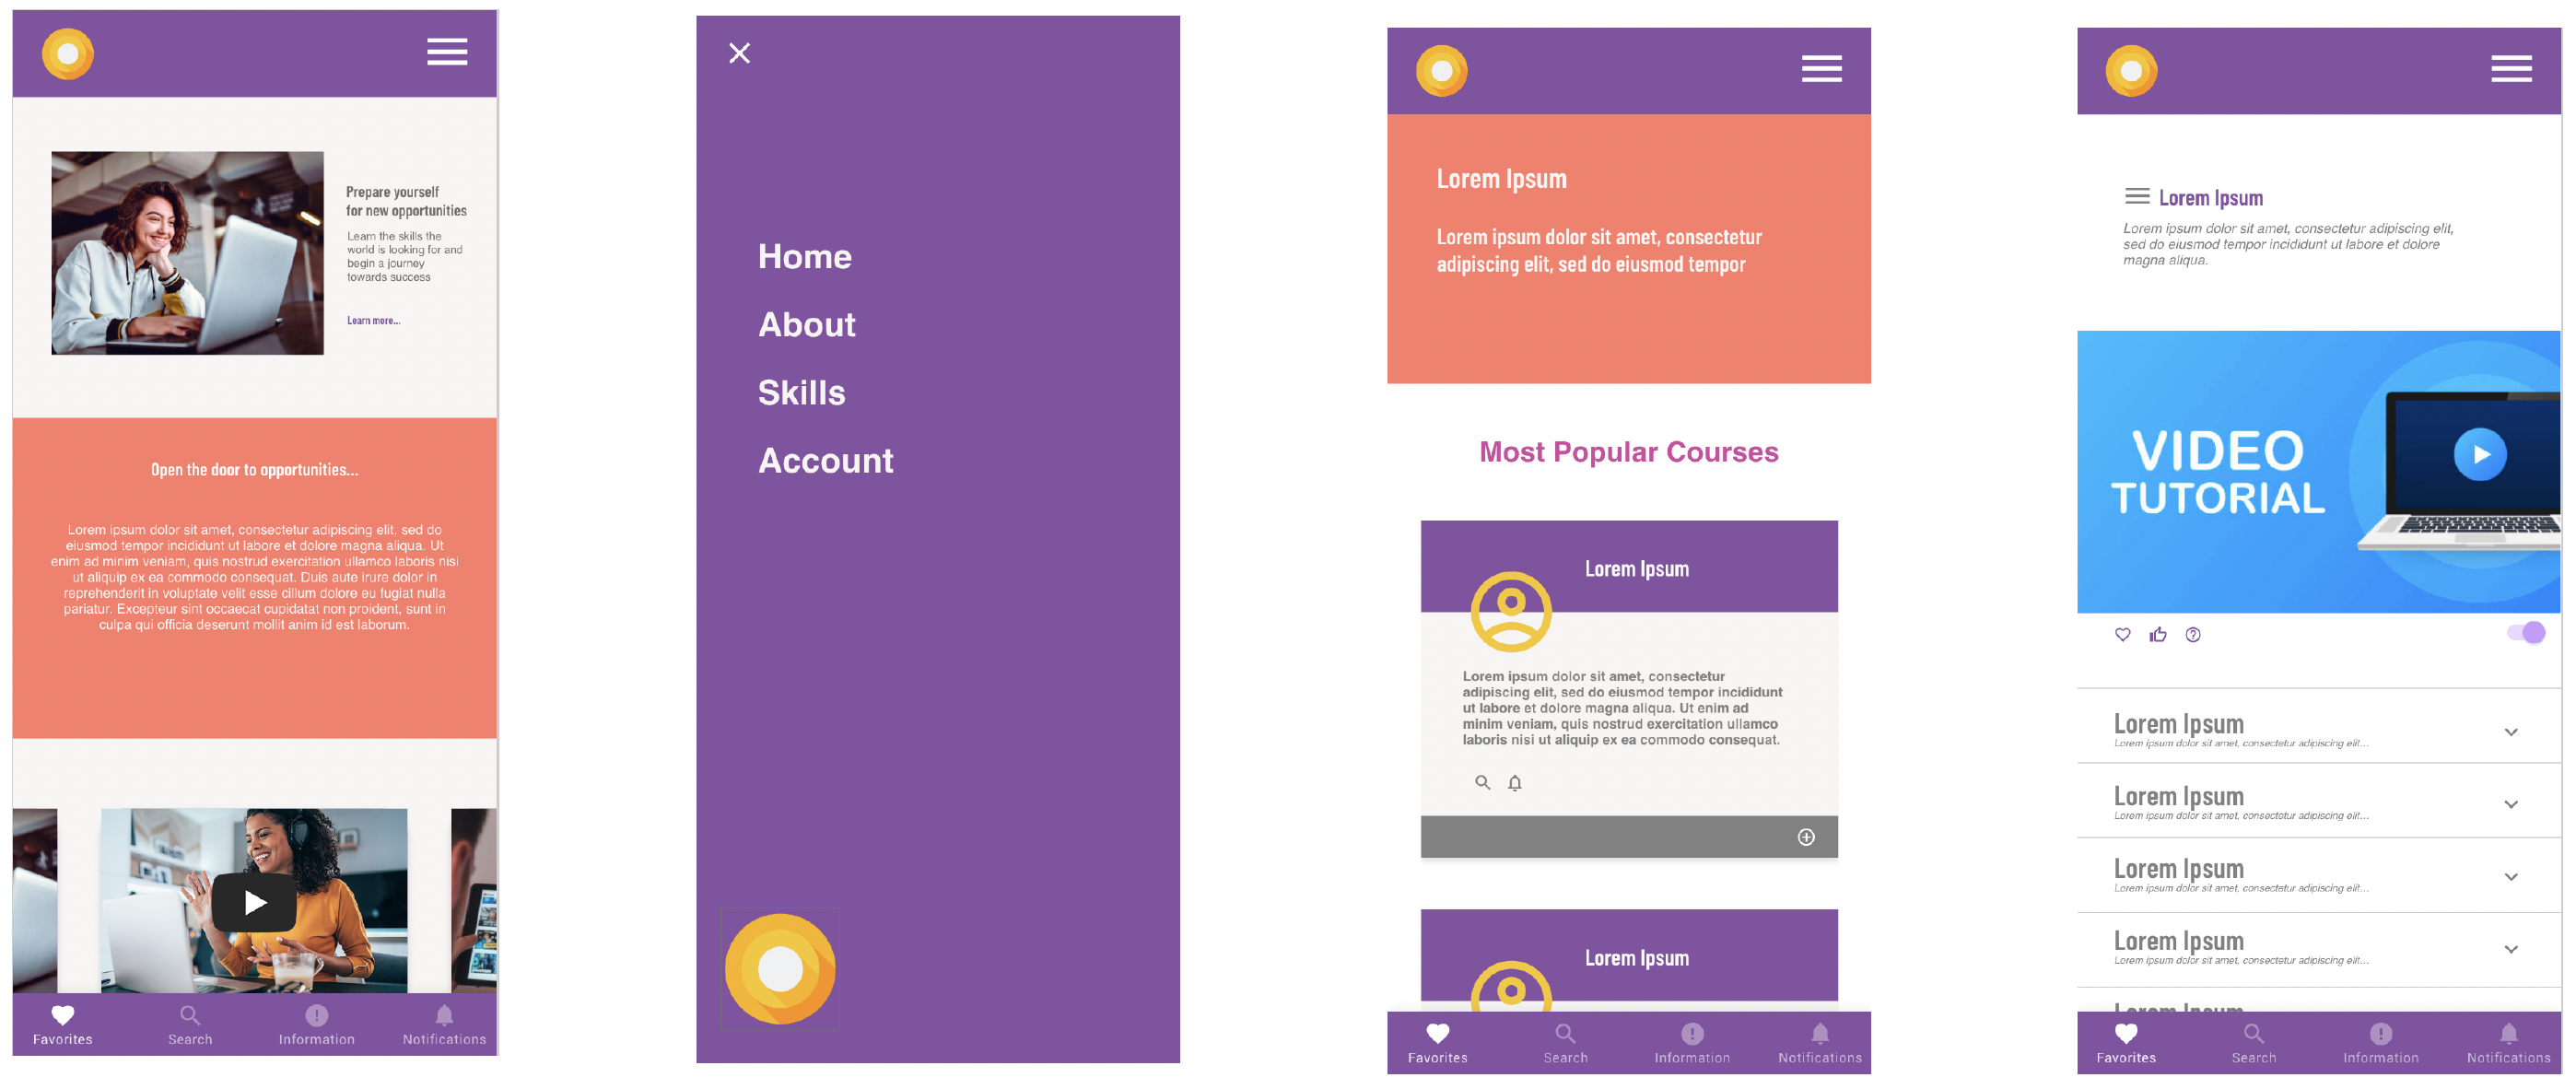 Prepare yourself
for new opportunities
Learn the skills the
world is looking for and
begin a journey
towards success
Learn more...
Open the door to opportunities...
Lorem ipsum dolor sit amet, consectetur adipiscing elit, sed do
eiusmod tempor incididunt ut labore et dolore magna aliqua. Ut
enim ad minim veniam, quis nostrud exercitation ullamco laboris nisi
ut aliquip ex ea commodo consequat. Duis aute irure dolor in
reprehenderit in voluptate velit esse cillum dolore eu fugiat nulla
pariatur. Excepteur sint occaecat cupidatat non proident, sunt in
culpa qui officia deserunt mollit anim id est laborum.
Favorites Search Information Notifications
Home
About
Skills
Account
Lorem Ipsum
Lorem ipsum dolor sit amet, consectetur
adipiscing elit, sed do eiusmod tempor
Most Popular Courses
Lorem Ipsum
Lorem ipsum dolor sit amet, consectetur
adipiscing elit, sed do eiusmod tempor incididunt
ut labore et dolore magna aliqua. Ut enim ad
minim veniam, quis nostrud exercitation ullamco
laboris nisi ut aliquip ex ea commodo consequat.
Lorem Ipsum
Favorites Search Information Notifications
Lorem Ipsum
Lorem ipsum dolor sit amet, consectetur adipiscing elit,
sed do eiusmod tempor incididunt ut labore et dolore
magna aliqua.
VIDEO
TUTORIAL
Lorem Ipsum
Lorem ipsum dolor sit amet, consectetur adipiscing elit...
Lorem Ipsum
Lorem ipsum dolor sit amet, consectetur adipiscing elit...
Lorem Ipsum
Lorem ipsum dolor sit amet, consectetur adipiscing elit...
Lorem Ipsum
Lorem ipsum dolor sit amet, consectetur adipiscing elit...
Lorem Ipsum
Favorites Search Information Notifications